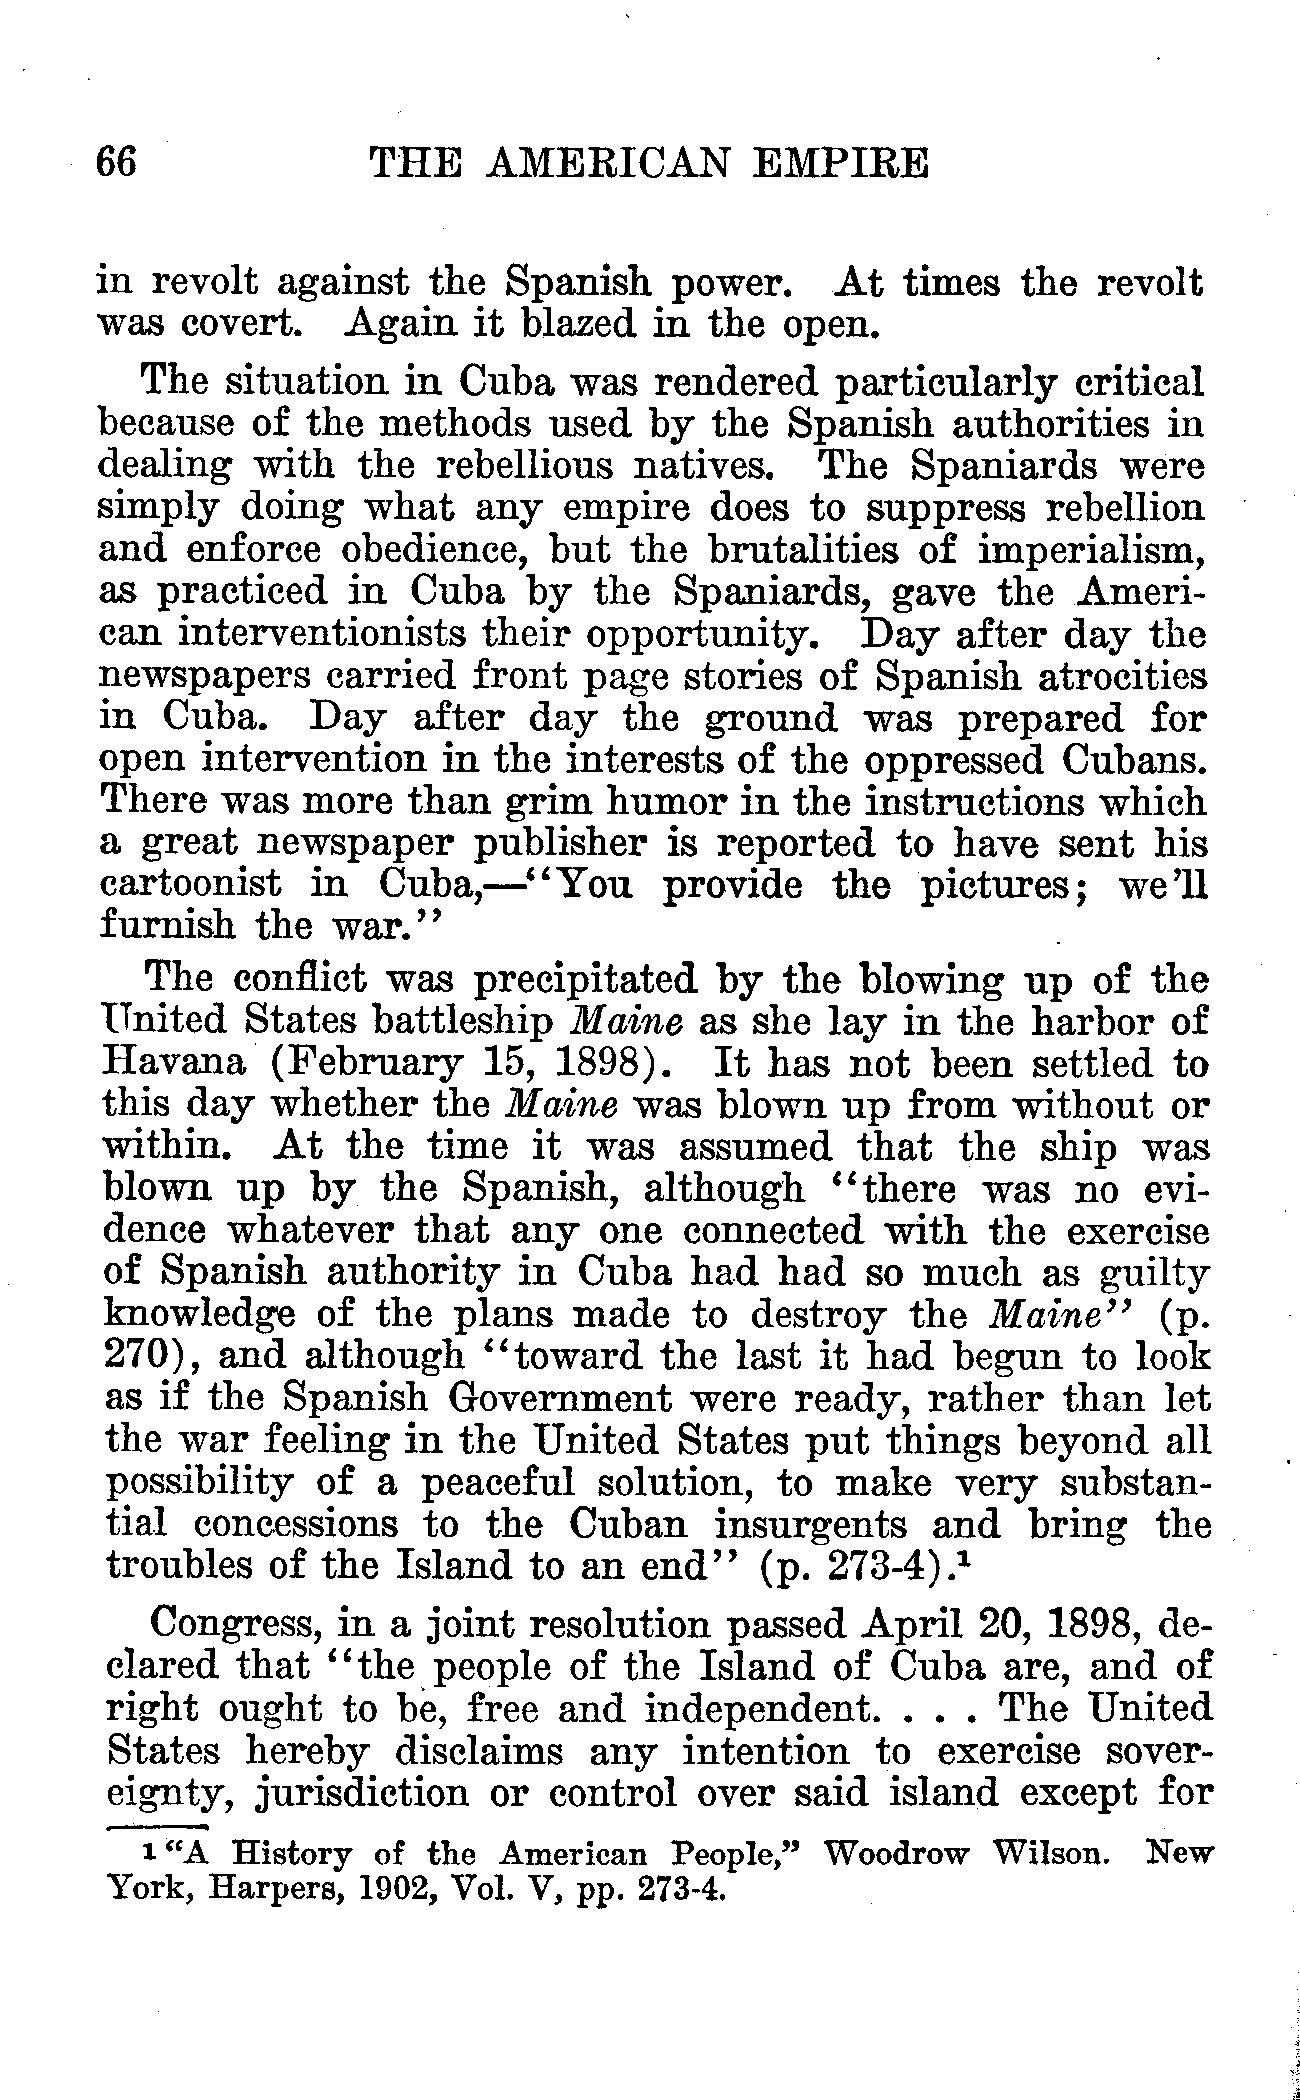 66 THE AMERICAN EMPIRE
in revolt against the Spanish power. At times the revolt
was covert. Again it blazed in the open.
The situation in Cuba was rendered particularly critical
because of the methods used by the Spanish authorities in
dealing with the rebellious natives. The Spaniards were
simply doing what any empire does to suppress rebellion
and enforce obedience, but the brutalities of imperialism,
as practiced in Cuba by the Spaniards, gave the Ameri-
can interventionists their opportunity. Day after day the
newspapers carried front page stories of Spanish atrocities
in Cuba. Day after day the ground was prepared for
open intervention in the interests of the oppressed Cubans.
There was more than grim humor in the instructions which
a great newspaper publisher is reported to have sent his
cartoonist in Cuba,—“You provide the pictures; we’ll
furnish the war.”
The conflict was precipitated by the blowing up of the
United States battleship Maine as she lay in the harbor of
Havana (February 15, 1898). It has not been settled to
this day whether the Maine was blown up from without or
within. At the time it was assumed that the ship was
blown up by the Spanish, although “there was no evi-
dence whatever that any one connected with the exercise
of Spanish authority in Cuba had had so much as guilty
knowledge of the plans made to destroy the Maine” (p.
270), and although “toward the last it had begun to look
as if the Spanish Government were ready, rather than let
the war feeling in the United States put things beyond all
possibility of a peaceful solution, to make very substan-
tial concessions to the Cuban insurgents and bring the
troubles of the Island to an end” (p. 273-4).¹
Congress, in a joint resolution passed April 20, 1898, de-
clared that “the people of the Island of Cuba are, and of
right ought to be, free and independent. . . . The United
States hereby disclaims any intention to exercise sover-
eignty, jurisdiction or control over said island except for
¹ “A History of the American People,” Woodrow Wilson. New
York, Harpers, 1902, Vol. V, pp. 273-4.